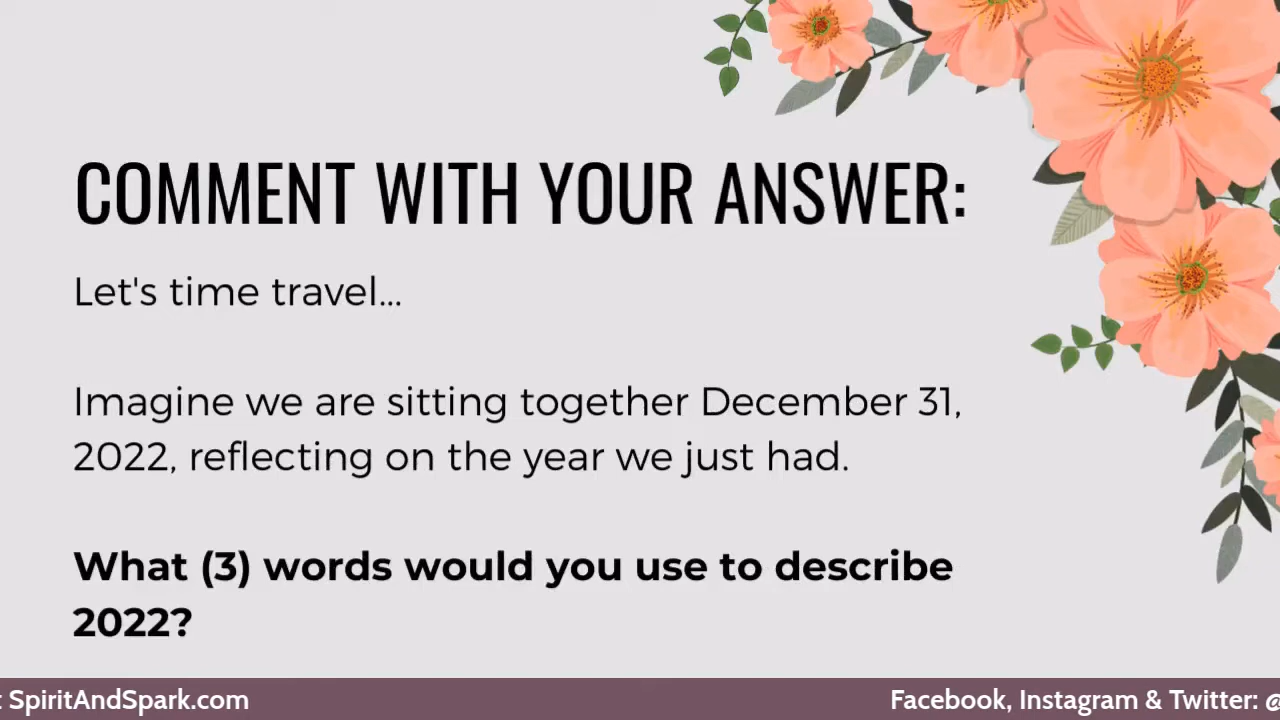 COMMENT WITH YOUR ANSWER:
Let's time travel...
Imagine we are sitting together December 31,
2022, reflecting on the year we just had.
What (3) words would you use to describe
2022?
: SpiritAndSpark.com
Facebook, Instagram & Twitter: @